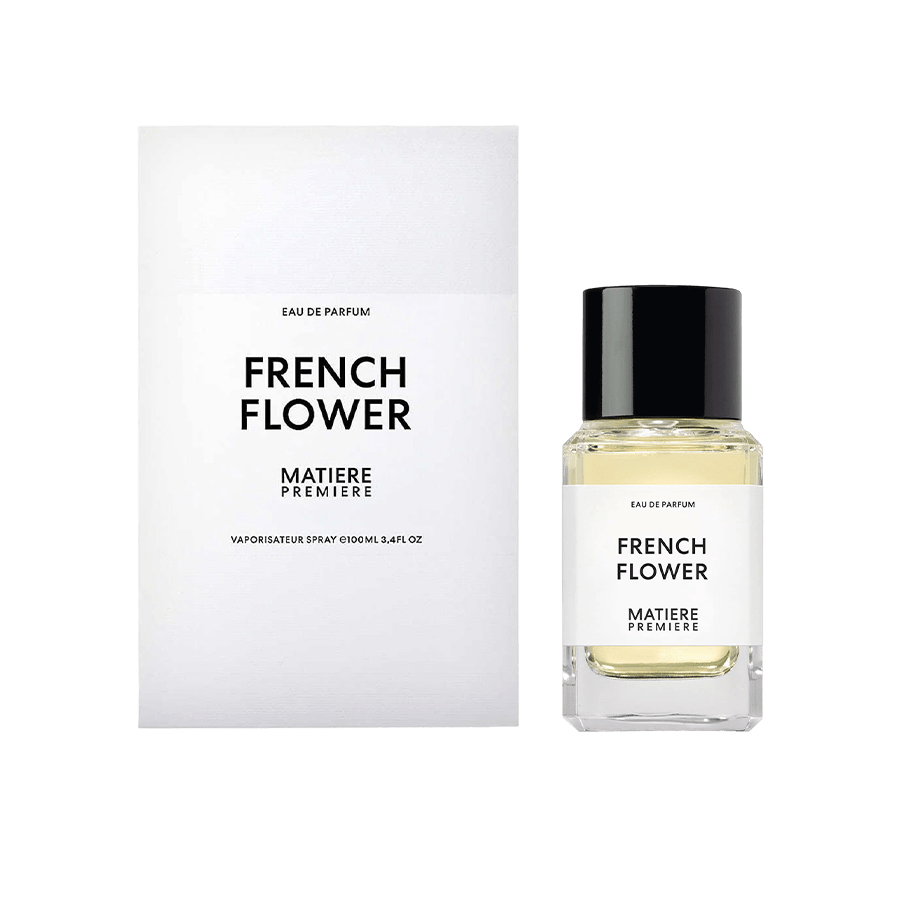 EAU DE PARFUM
FRENCH
FLOWER
MATIERE
PREMIERE
VAPORISATEUR SPRAY ℮100ML 3,4FL OZ
EAU DE PARFUM
FRENCH
FLOWER
MATIERE
PREMIERE